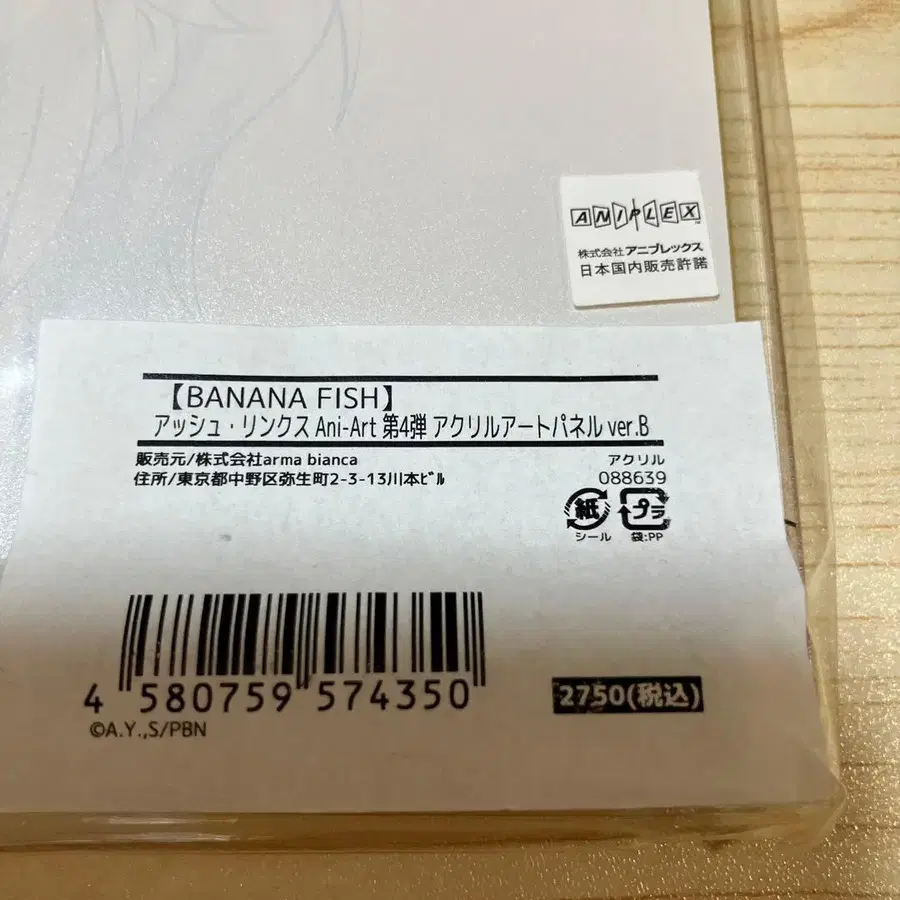 ANIPLEX™
株式会社 アニプレックス
日本国内販売許諾
【BANANA FISH】
アッシュ・リンクス Ani-Art 第4弾 アクリルアートパネル ver.B
販売元/株式会社arma bianca
アクリル
住所/東京都中野区弥生町2-3-13川本ﾋﾞﾙ
088639
紙 プラ
シール 袋:PP
4 580759 574350
2750(税込)
©A.Y.,S/PBN